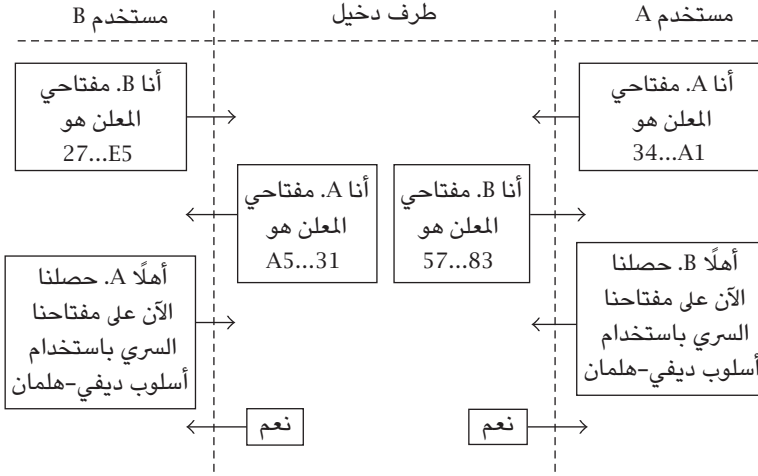 مستخدم A
طرف دخيل
مستخدم B
أنا A. مفتاحي
المعلن هو
34...A1
أنا B. مفتاحي
المعلن هو
27...E5
أنا B. مفتاحي
المعلن هو
57...83
أنا A. مفتاحي
المعلن هو
A5...31
أهلًا B. حصلنا
الآن على مفتاحنا
السري باستخدام
أسلوب ديفي-هلمان
أهلًا A. حصلنا
الآن على مفتاحنا
السري باستخدام
أسلوب ديفي-هلمان
نعم
نعم